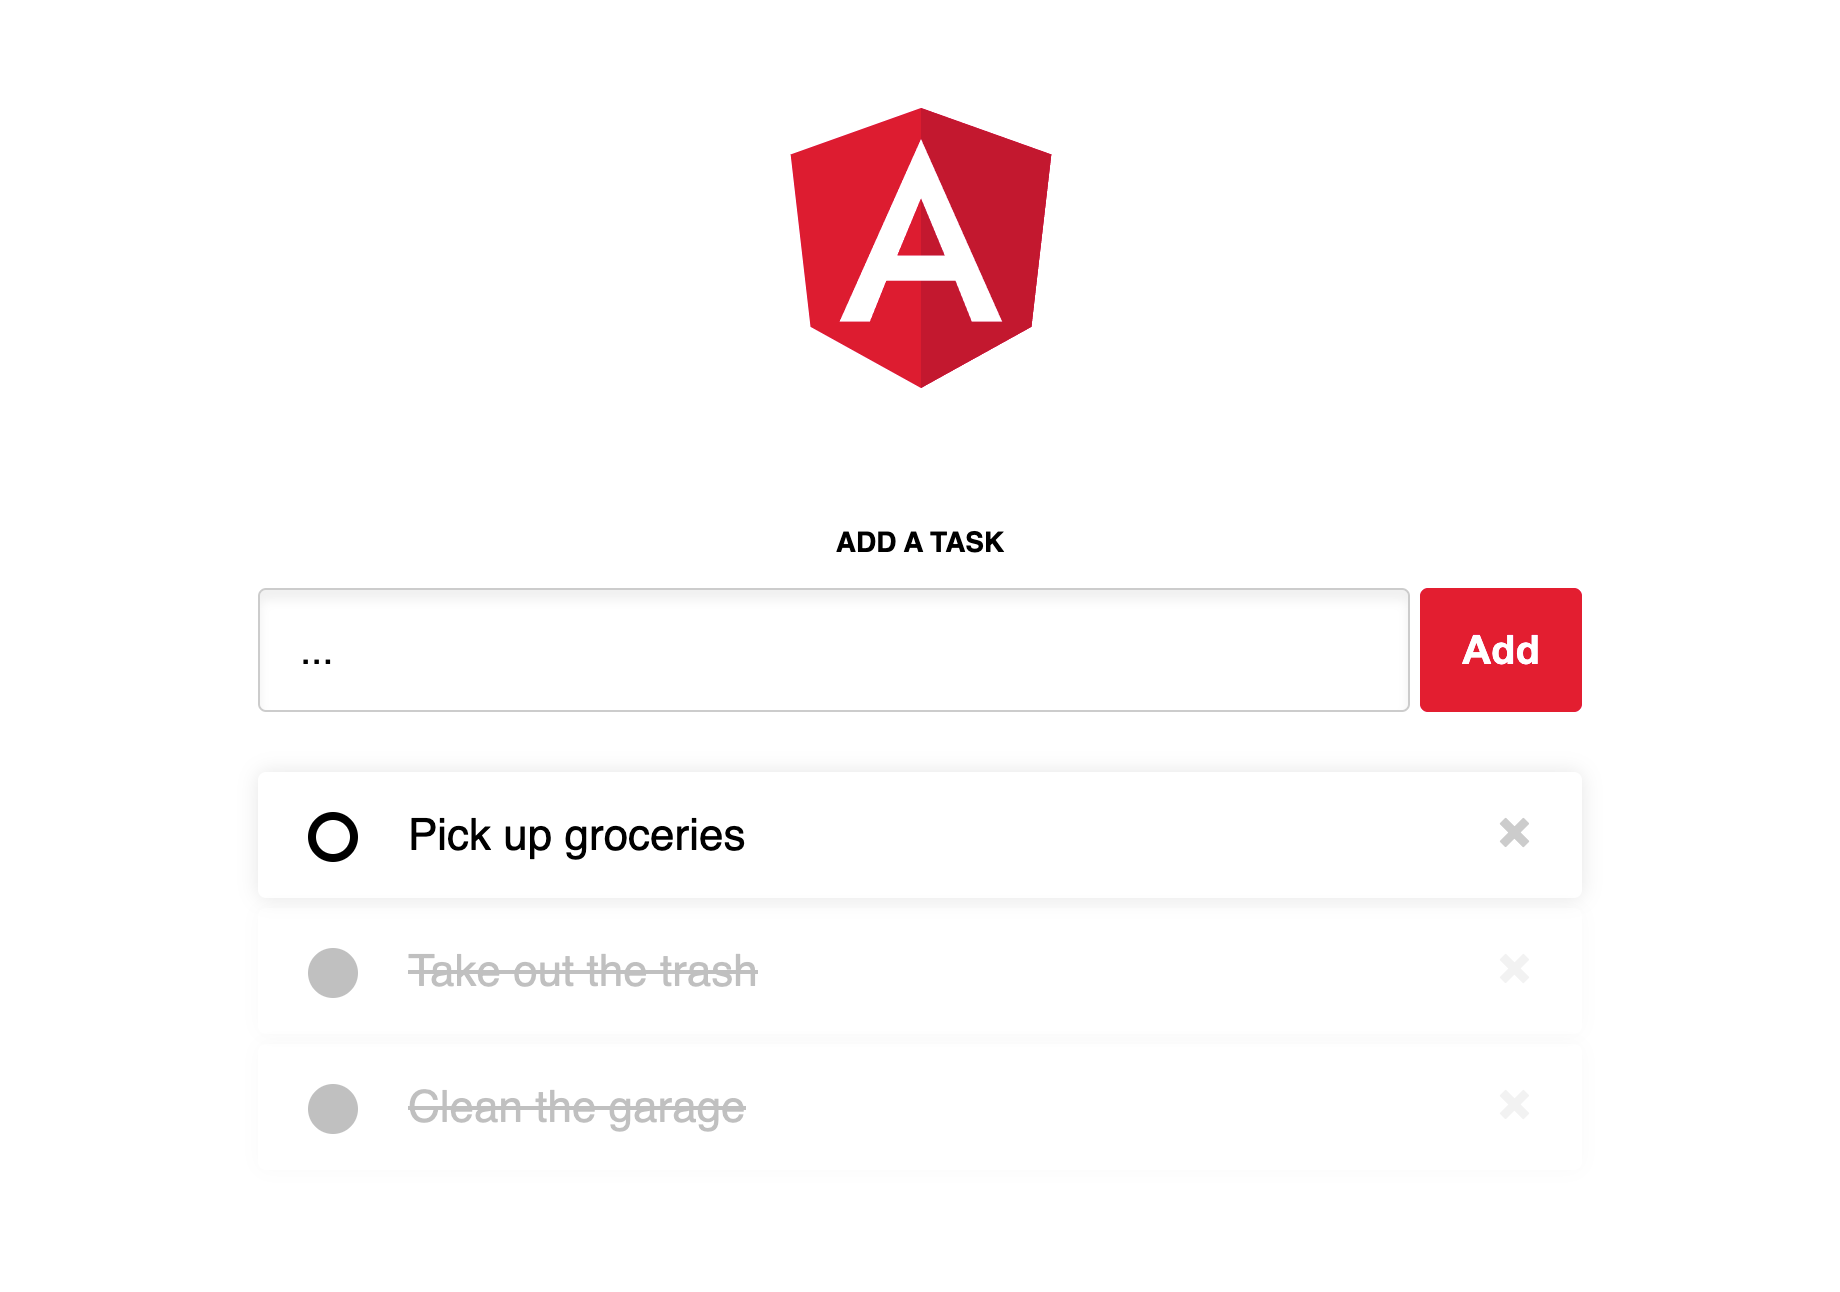 A
ADD A TASK
...
Add
Pick up groceries
Take out the trash
Clean the garage